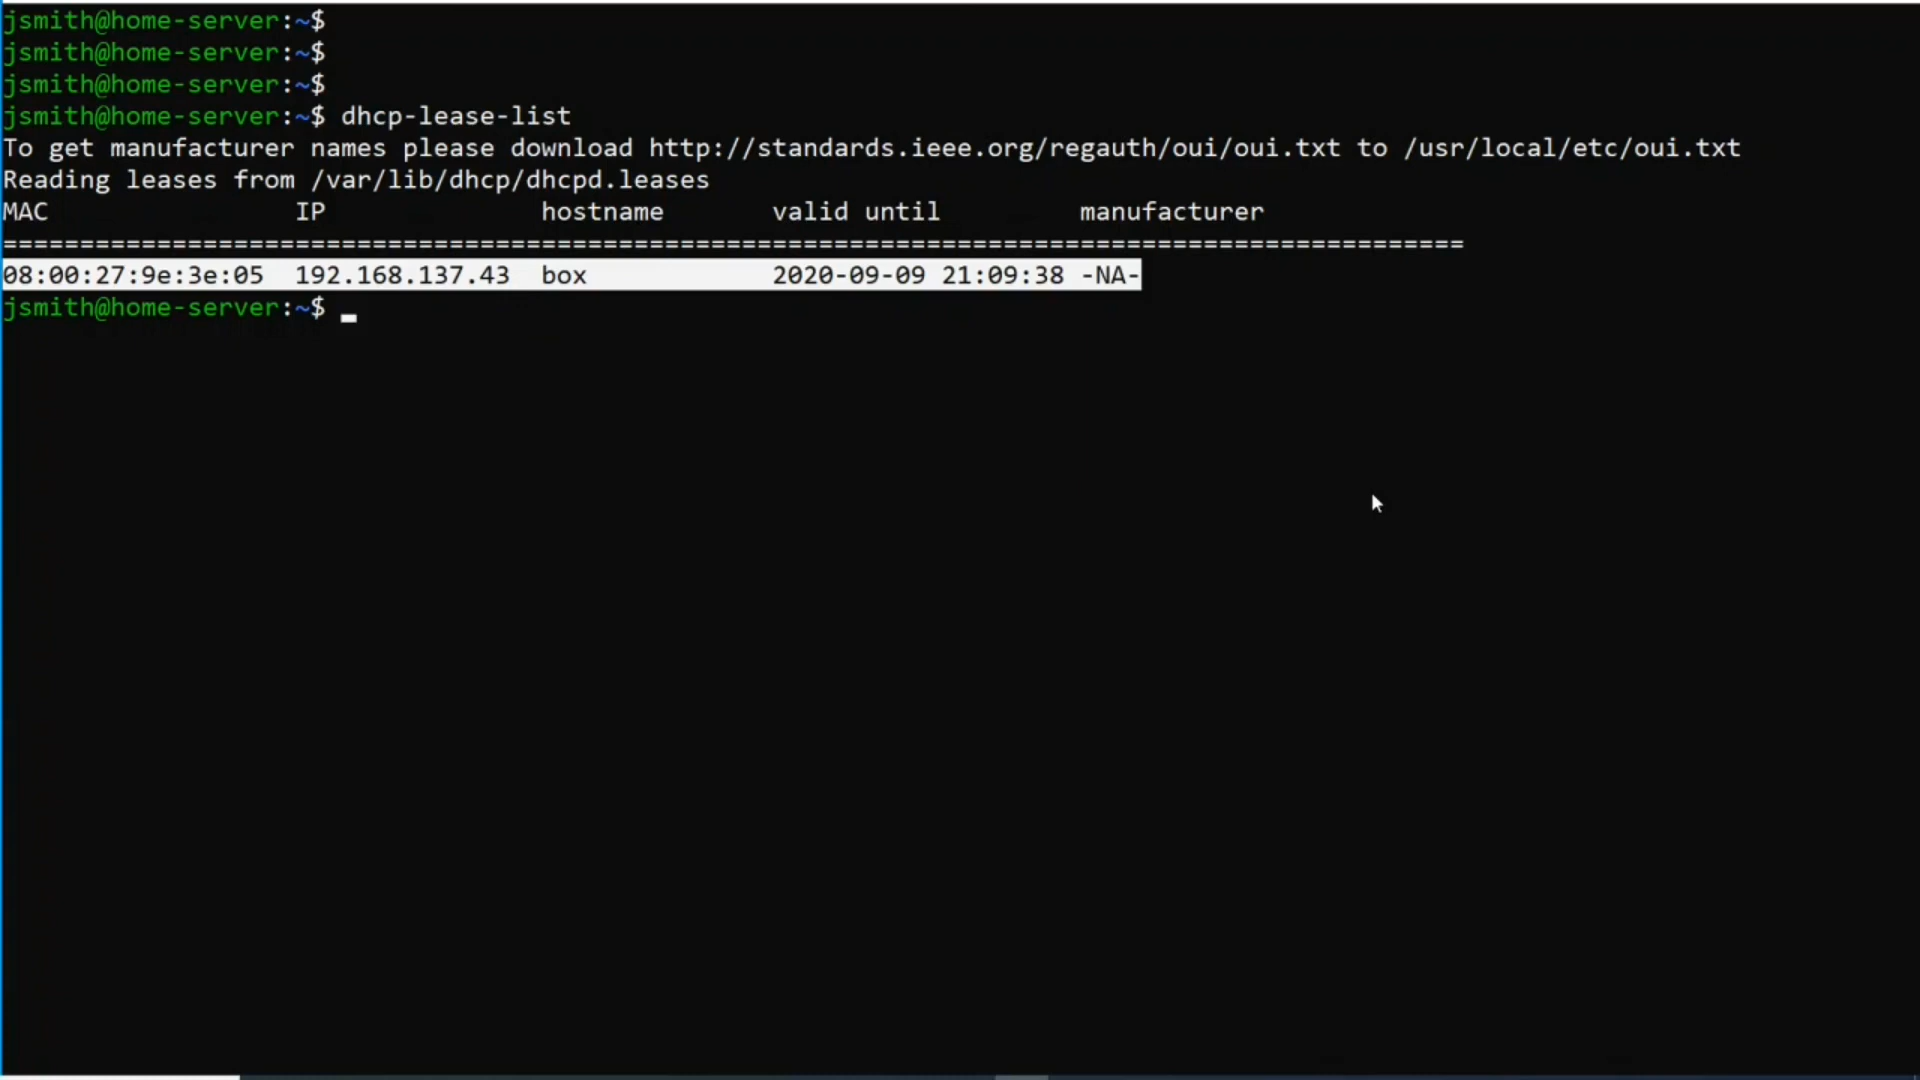 jsmith@home-server:~$
jsmith@home-server:~$
jsmith@home-server:~$
jsmith@home-server:~$ dhcp-lease-list
To get manufacturer names please download http://standards.ieee.org/regauth/oui/oui.txt to /usr/local/etc/oui.txt
Reading leases from /var/lib/dhcp/dhcpd.leases
MAC                IP              hostname       valid until         manufacturer
===============================================================================================
08:00:27:9e:3e:05  192.168.137.43  box            2020-09-09 21:09:38 -NA-
jsmith@home-server:~$